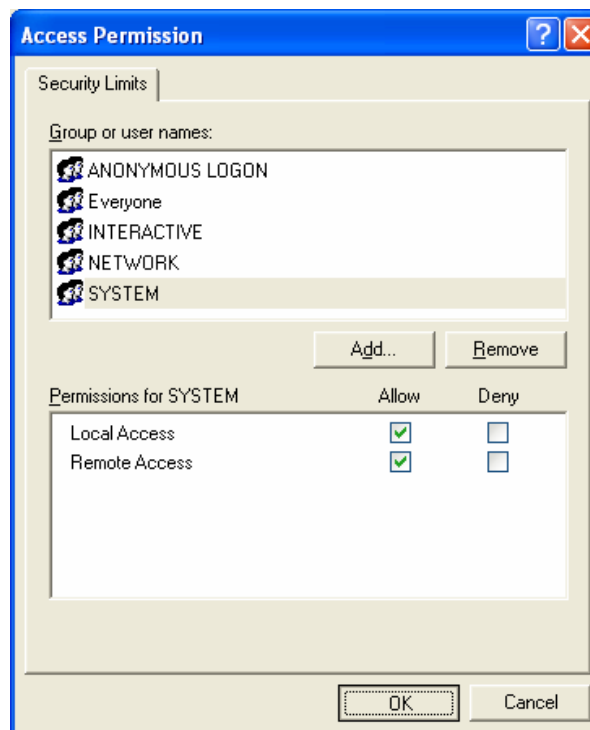 Access Permission
Security Limits
Group or user names:
ANONYMOUS LOGON
Everyone
INTERACTIVE
NETWORK
SYSTEM
Add... Remove
Permissions for SYSTEM Allow Deny
Local Access
Remote Access
OK Cancel